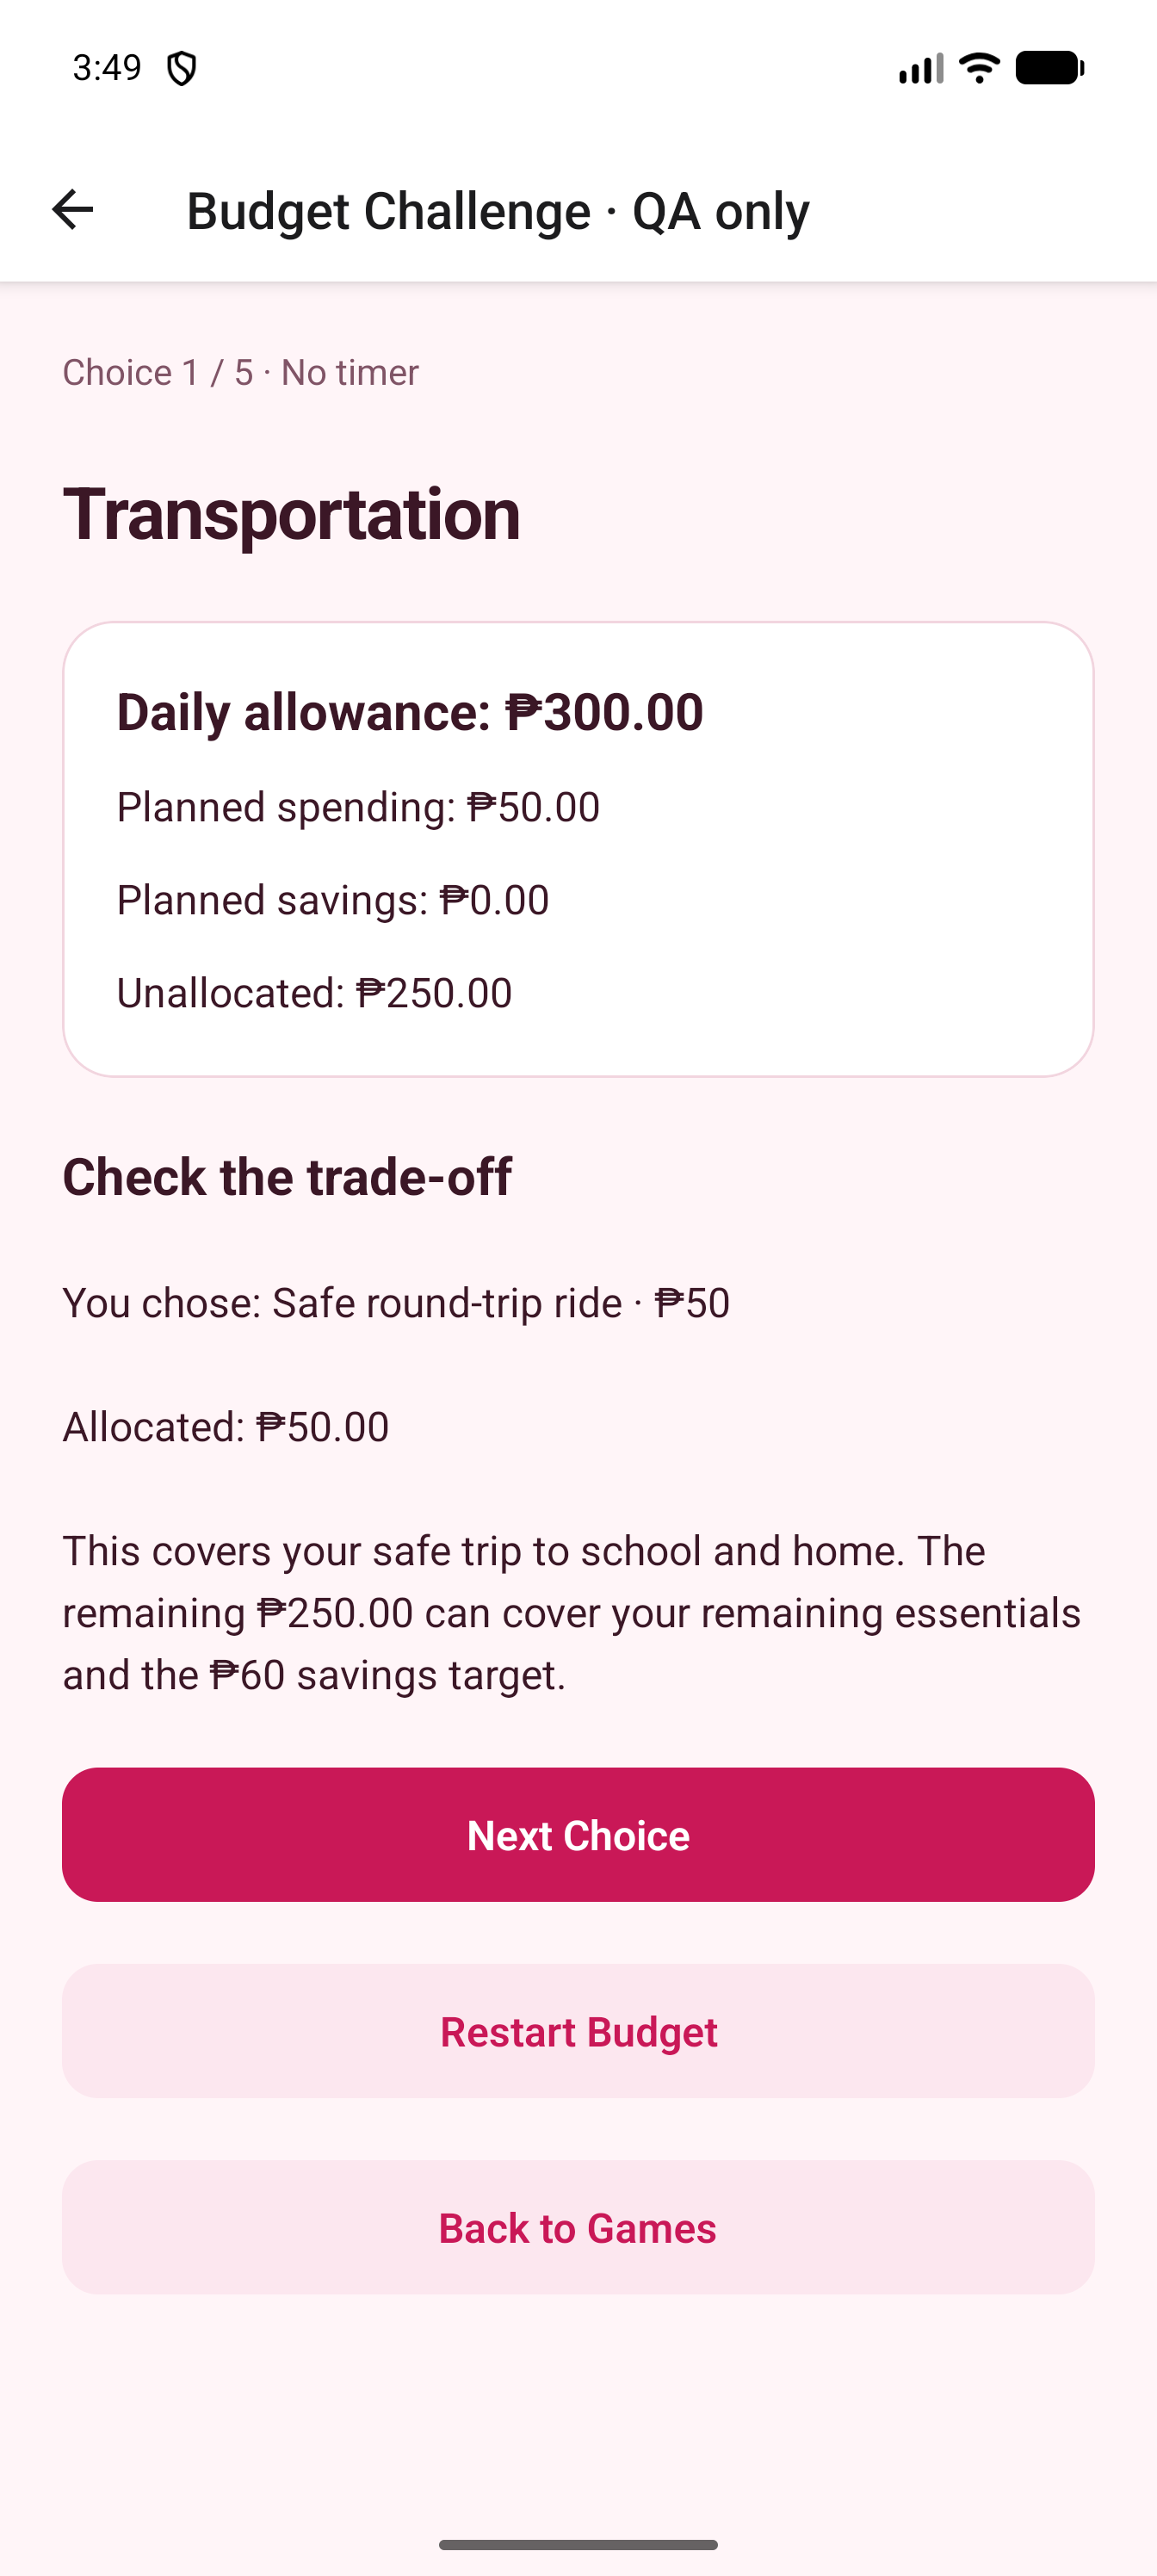 3:49
Budget Challenge · QA only
Choice 1 / 5 · No timer
Transportation
Daily allowance: ₱300.00
Planned spending: ₱50.00
Planned savings: ₱0.00
Unallocated: ₱250.00
Check the trade-off
You chose: Safe round-trip ride · ₱50
Allocated: ₱50.00
This covers your safe trip to school and home. The
remaining ₱250.00 can cover your remaining essentials
and the ₱60 savings target.
Next Choice
Restart Budget
Back to Games